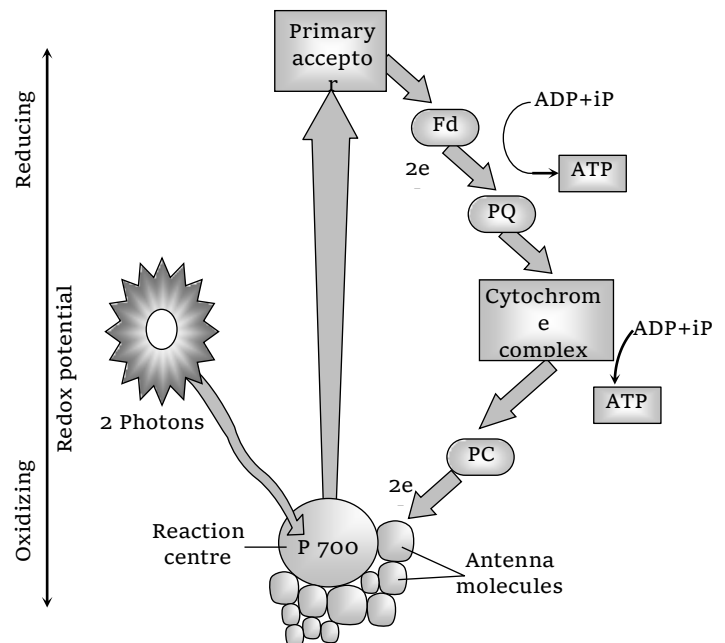 Primary
accepto
r
Reducing
Redox potential
Oxidizing
Fd
ADP+iP
2e
ATP
PQ
Cytochrom
e
complex
ADP+iP
ATP
2 Photons
PC
2e
Reaction
centre
P 700
Antenna
molecules